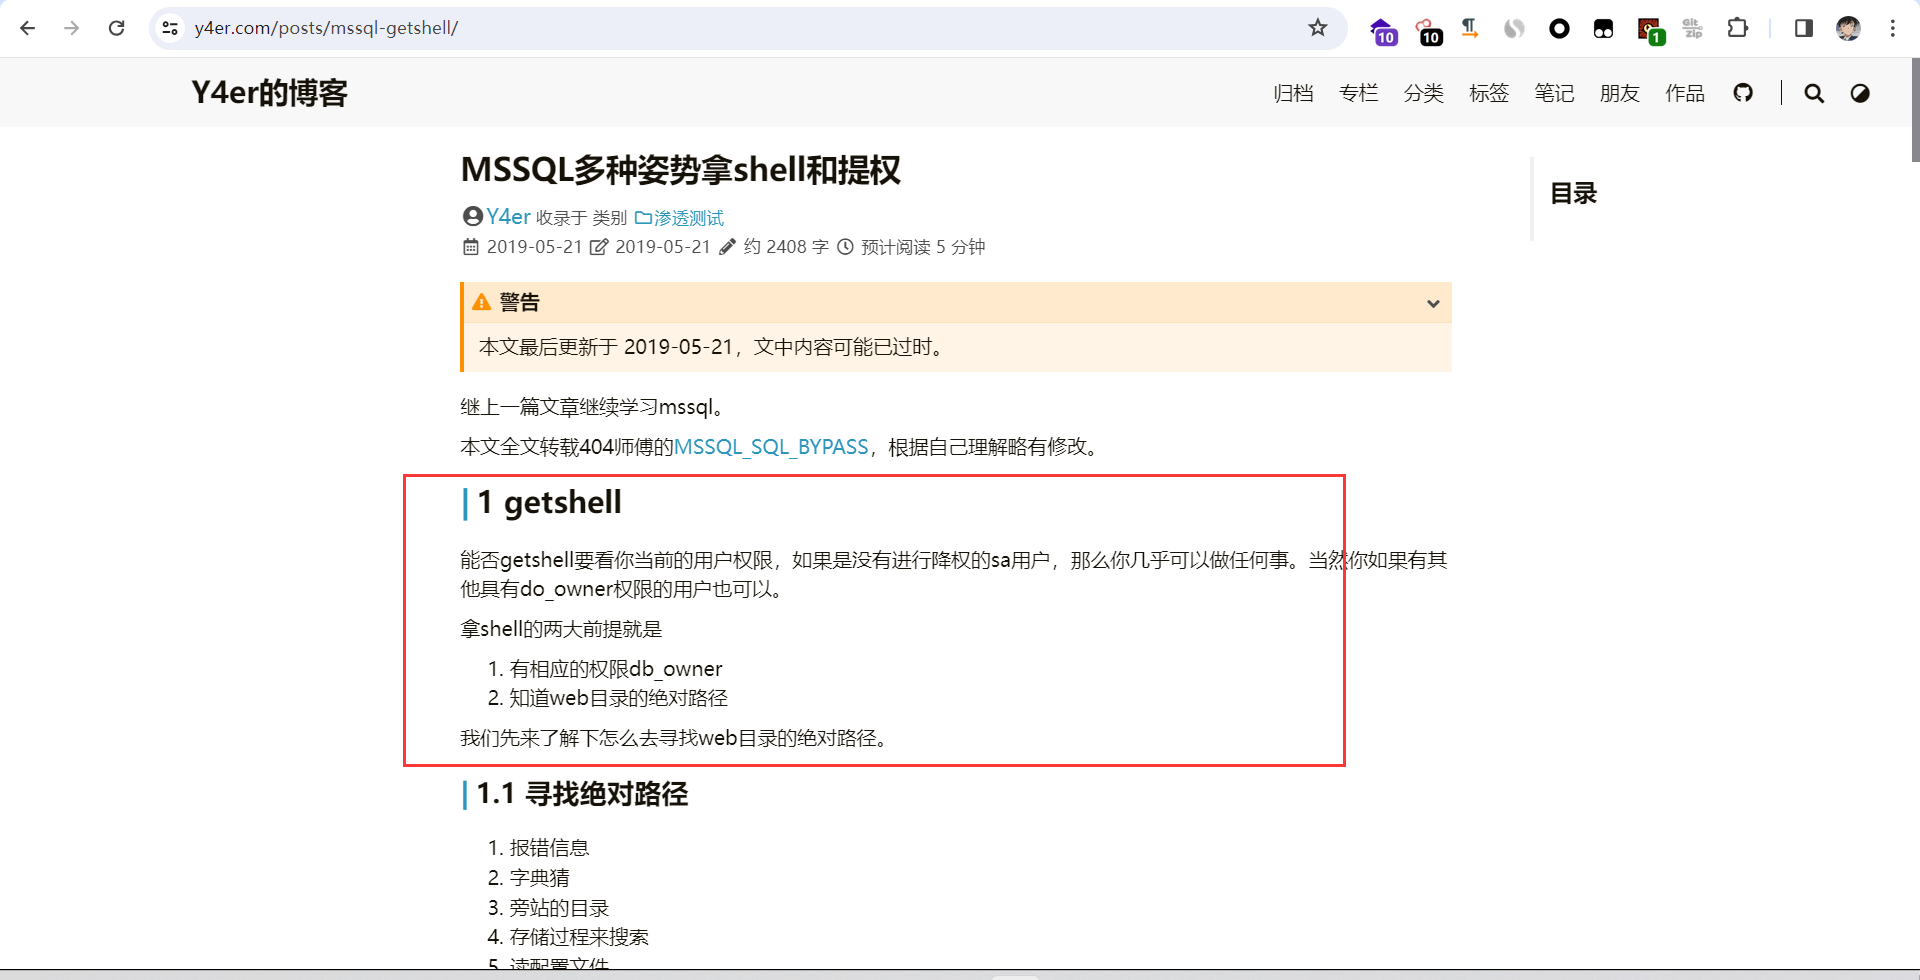 y4er.com/posts/mssql-getshell/
10
10
1
Git
Zip
Y4er的博客
归档 专栏 分类 标签 笔记 朋友 作品
MSSQL多种姿势拿shell和提权
Y4er 收录于 类别 渗透测试
2019-05-21 2019-05-21 约 2408 字 预计阅读 5 分钟
目录
警告
本文最后更新于 2019-05-21，文中内容可能已过时。
继上一篇文章继续学习mssql。
本文全文转载404师傅的MSSQL_SQL_BYPASS，根据自己理解略有修改。
1 getshell
能否getshell要看你当前的用户权限，如果是没有进行降权的sa用户，那么你几乎可以做任何事。当然你如果有其
他具有do_owner权限的用户也可以。
拿shell的两大前提就是
1. 有相应的权限db_owner
2. 知道web目录的绝对路径
我们先来了解下怎么去寻找web目录的绝对路径。
1.1 寻找绝对路径
1. 报错信息
2. 字典猜
3. 旁站的目录
4. 存储过程来搜索
5. 读配置文件